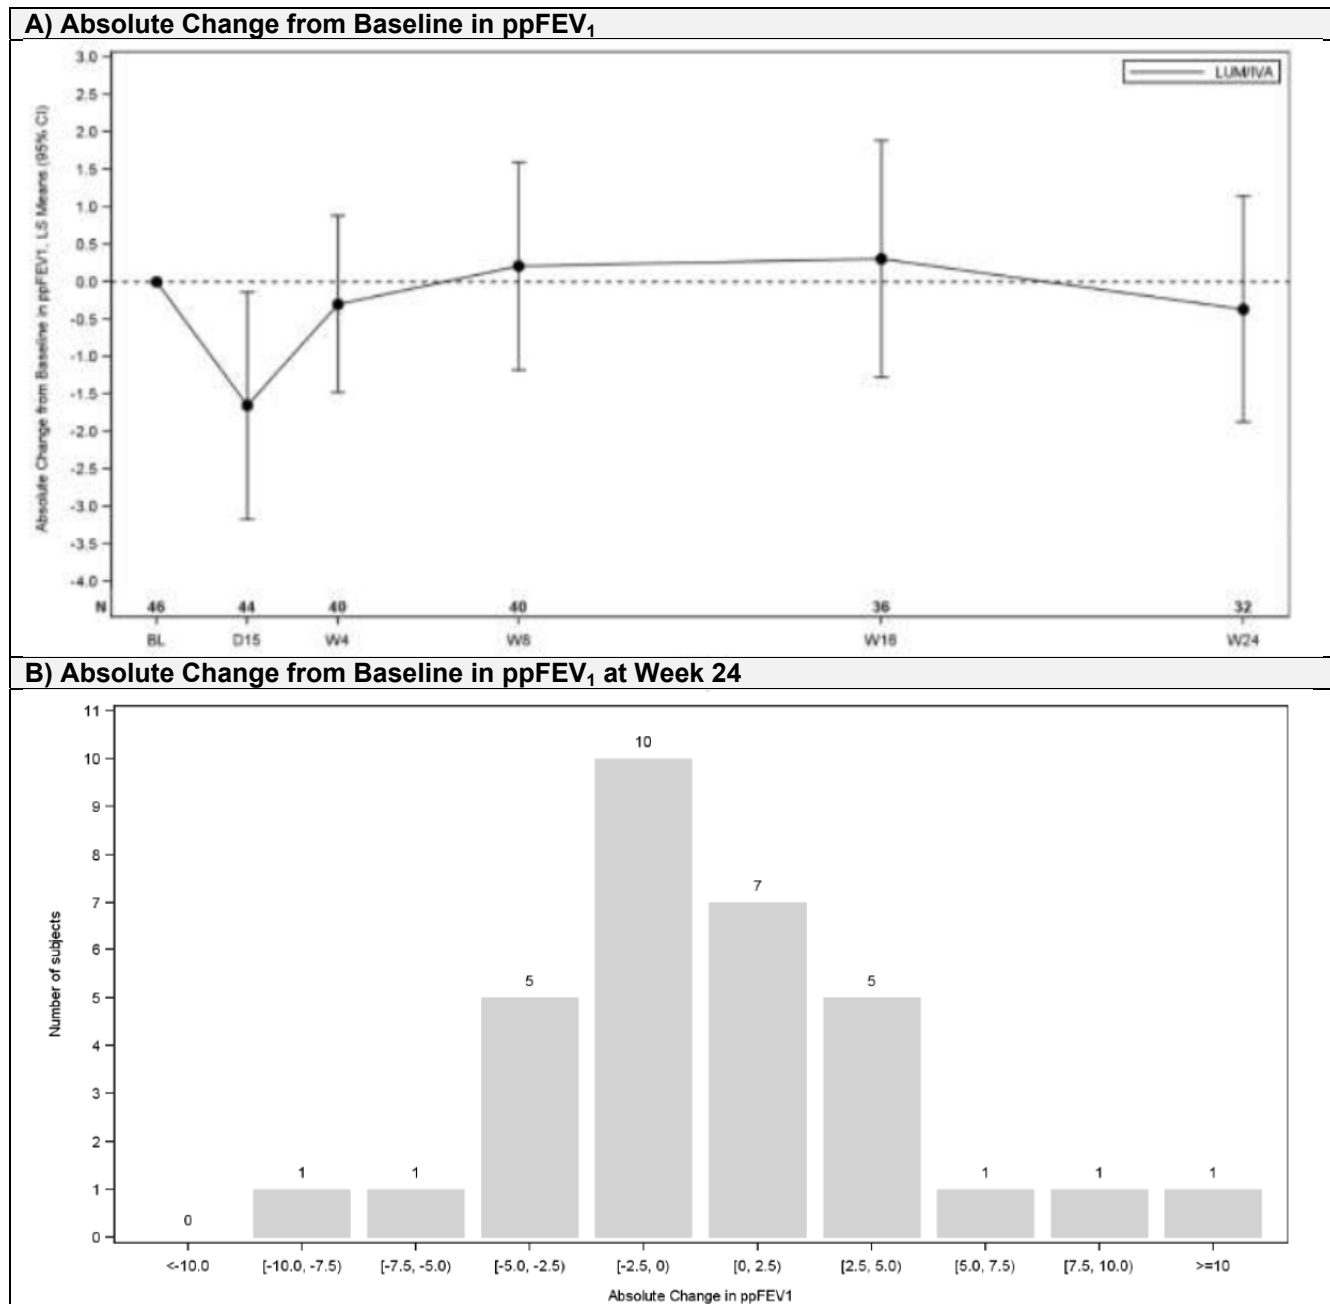 A) Absolute Change from Baseline in ppFEV₁
LUM/IVA
Absolute Change from Baseline in ppFEV1, LS Means (95% CI)
3.0
2.5
2.0
1.5
1.0
0.5
0.0
-0.5
-1.0
-1.5
-2.0
-2.5
-3.0
-3.5
-4.0
N 46 44 40 40 36 32
BL D15 W4 W8 W16 W24
B) Absolute Change from Baseline in ppFEV₁ at Week 24
Number of subjects
11
10
9
8
7
6
5
4
3
2
1
0
0 1 1 5 10 7 5 1 1 1
<-10.0 [-10.0, -7.5) [-7.5, -5.0) [-5.0, -2.5) [-2.5, 0) [0, 2.5) [2.5, 5.0) [5.0, 7.5) [7.5, 10.0) >=10
Absolute Change in ppFEV1